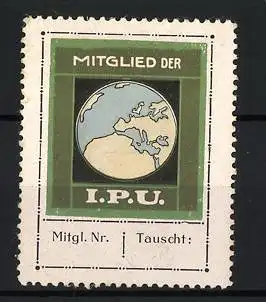 MITGLIED DER
I.P.U.
Mitgl. Nr. Tauscht: